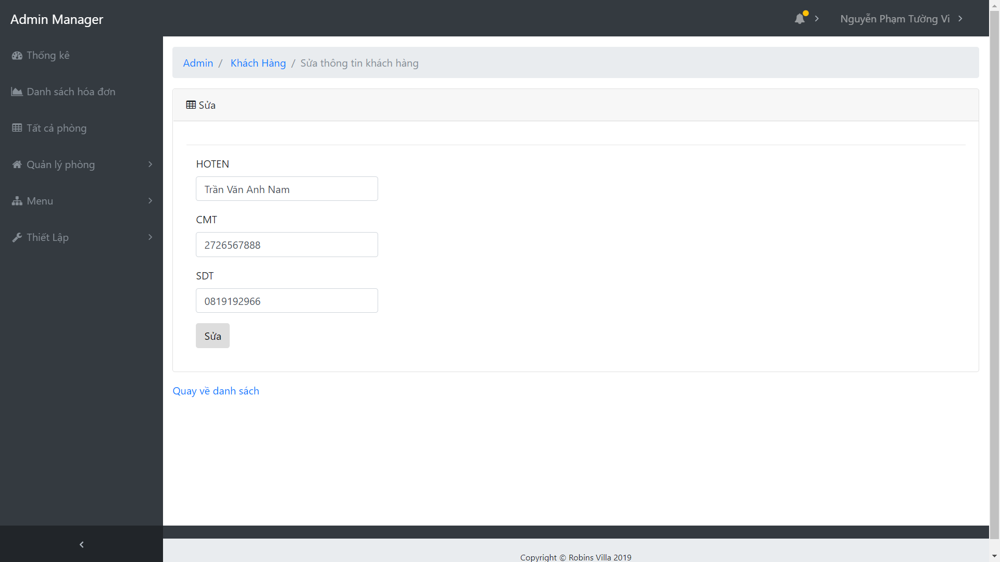 Admin Manager
Nguyễn Phạm Tường Vi
Thống kê
Danh sách hóa đơn
Tất cả phòng
Quản lý phòng
Menu
Thiết Lập
Admin / Khách Hàng / Sửa thông tin khách hàng
Sửa
HOTEN
Trần Văn Anh Nam
CMT
2726567888
SDT
0819192966
Sửa
Quay về danh sách
Copyright © Robins Villa 2019